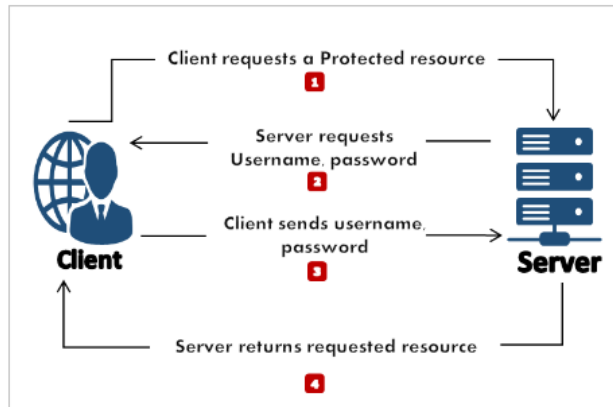 Client requests a Protected resource
1
Server requests
Username, password
2
Client sends username,
password
3
Client
Server
Server returns requested resource
4